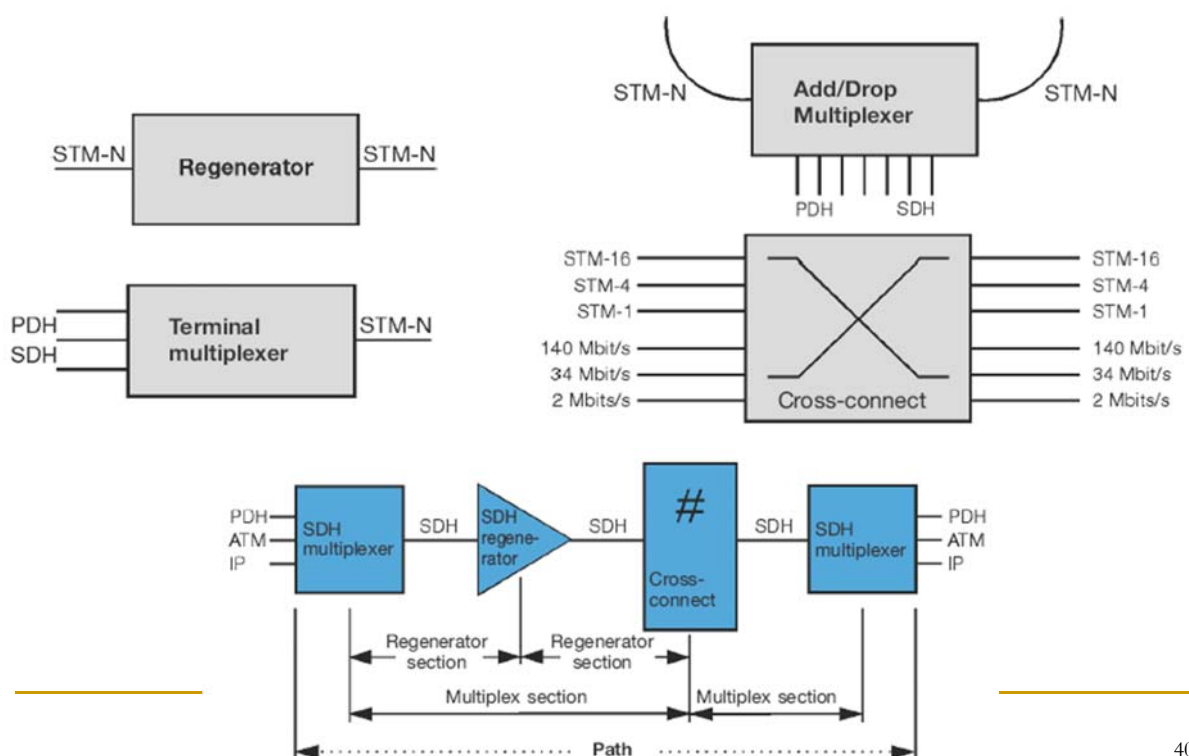 STM-N
Regenerator
STM-N
STM-N
Add/Drop
Multiplexer
STM-N
PDH
SDH
PDH
SDH
Terminal
multiplexer
STM-N
STM-16
STM-4
STM-1
140 Mbit/s
34 Mbit/s
2 Mbits/s
Cross-connect
STM-16
STM-4
STM-1
140 Mbit/s
34 Mbit/s
2 Mbits/s
PDH
ATM
IP
SDH
multiplexer
SDH
SDH
regene-
rator
SDH
#
Cross-
connect
SDH
SDH
multiplexer
PDH
ATM
IP
Regenerator
section
Regenerator
section
Multiplex section
Multiplex section
Path
40